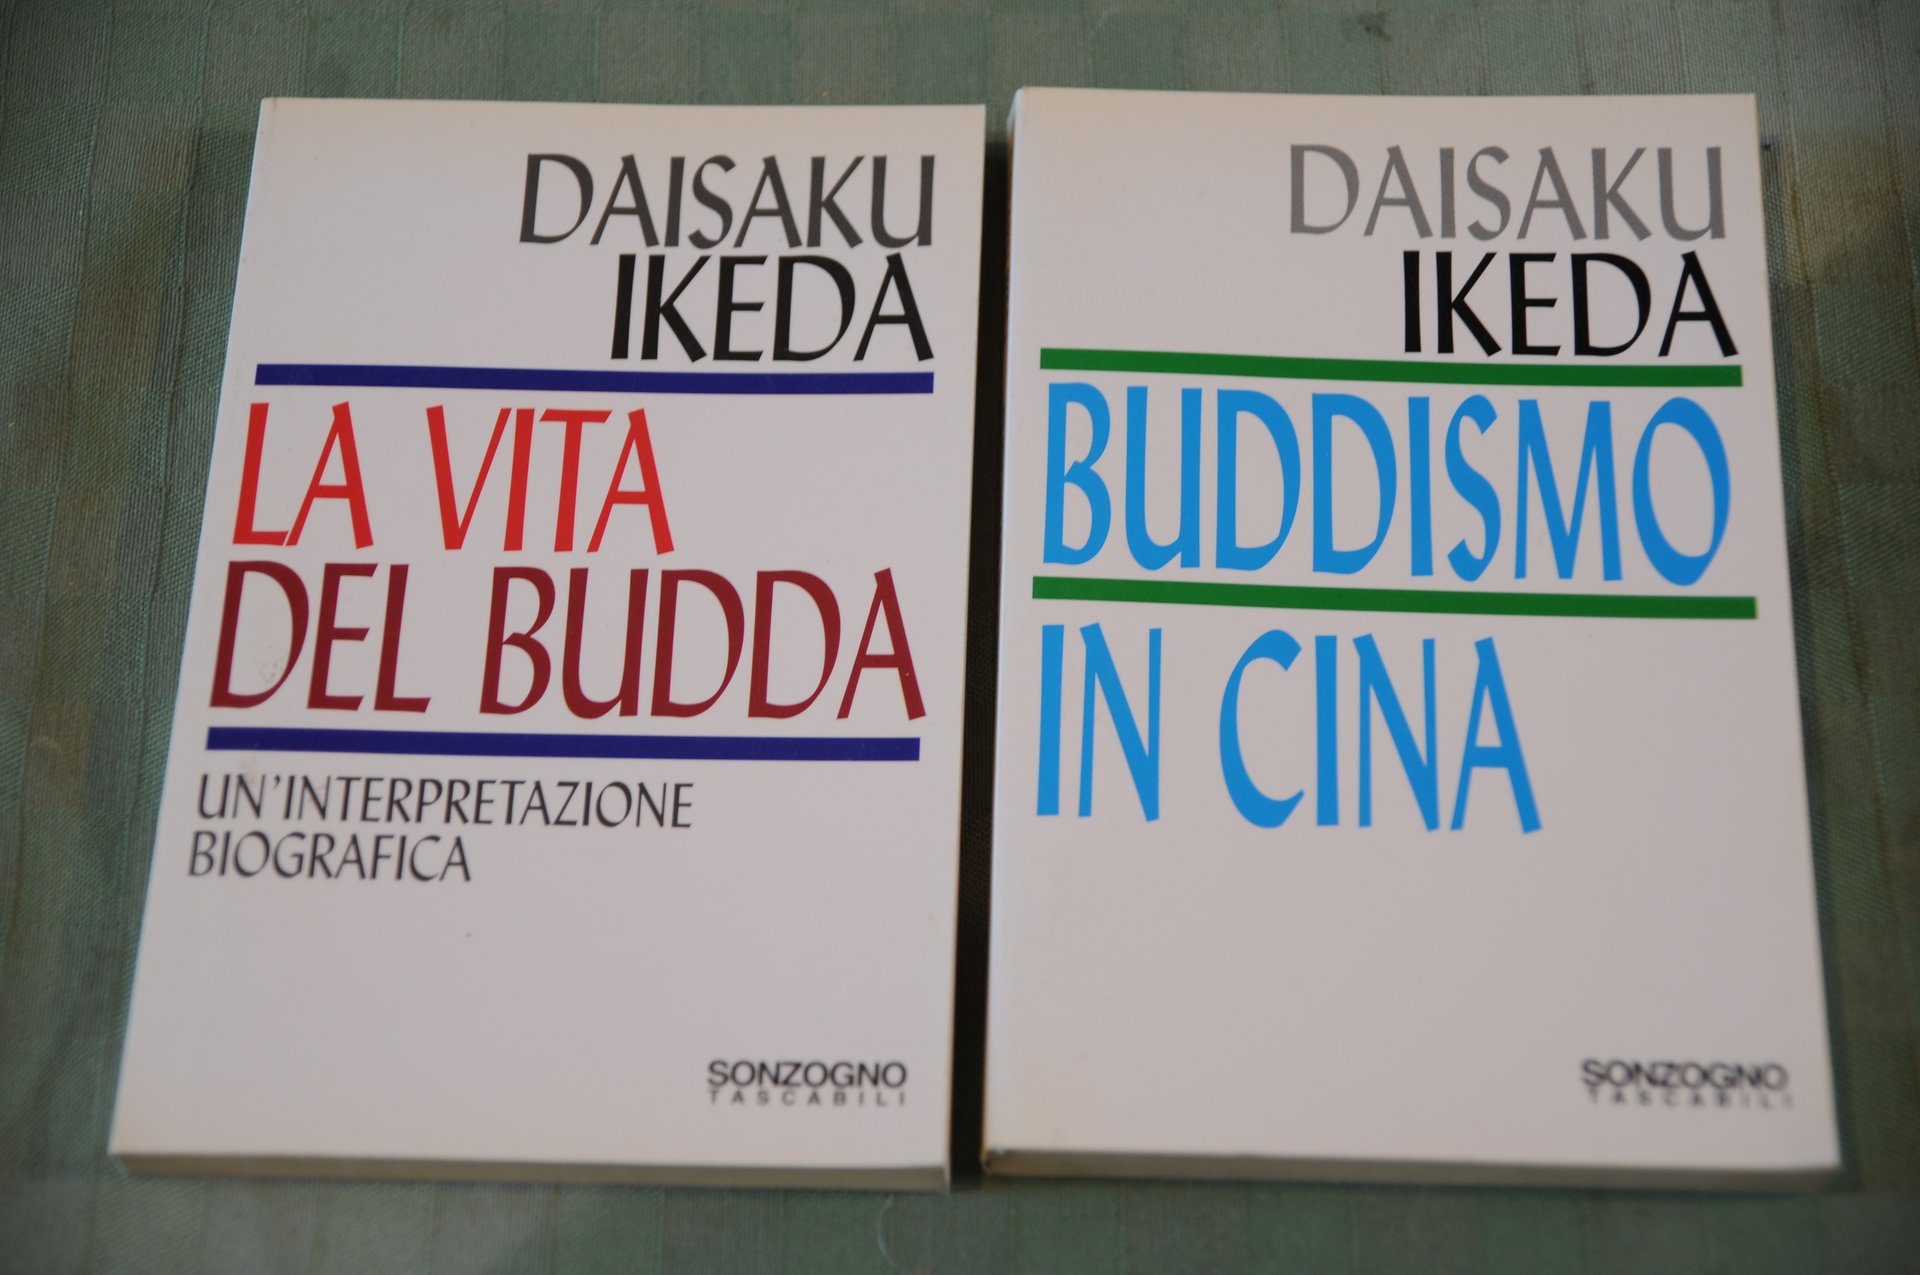 DAISAKU
IKEDA
LA VITA
DEL BUDDA
UN'INTERPRETAZIONE
BIOGRAFICA
SONZOGNO
TASCABILI
DAISAKU
IKEDA
BUDDISMO
IN CINA
SONZOGNO
TASCABILI